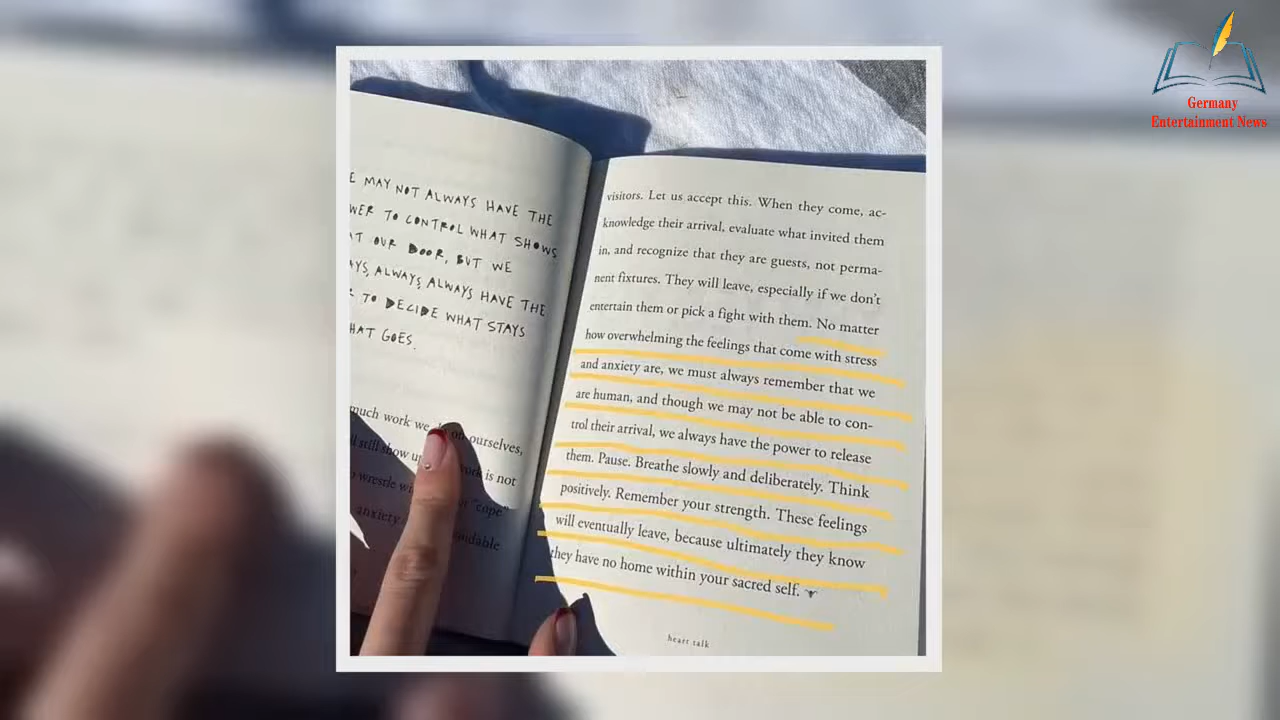 E MAY NOT ALWAYS HAVE THE
WER TO CONTROL WHAT SHOWS
AT OUR DOOR, BUT WE
AYS, ALWAYS, ALWAYS HAVE THE
R TO DECIDE WHAT STAYS
HAT GOES.
much work we do on ourselves,
ll still show up work is not
o wrestle wi or "cope"
anxiety
visitors. Let us accept this. When they come, ac-
knowledge their arrival, evaluate what invited them
in, and recognize that they are guests, not perma-
nent fixtures. They will leave, especially if we don't
entertain them or pick a fight with them. No matter
how overwhelming the feelings that come with stress
and anxiety are, we must always remember that we
are human, and though we may not be able to con-
trol their arrival, we always have the power to release
them. Pause. Breathe slowly and deliberately. Think
positively. Remember your strength. These feelings
will eventually leave, because ultimately they know
they have no home within your sacred self.
heart talk
Germany
Entertainment News